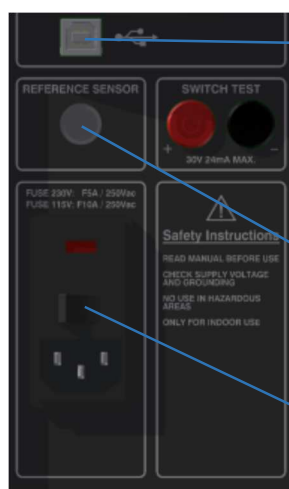 REFERENCE SENSOR
SWITCH TEST
+ −
30V 24mA MAX.
FUSE 230V: F5A / 250Vac
FUSE 115V: F10A / 250Vac
Safety Instructions
READ MANUAL BEFORE USE
CHECK SUPPLY VOLTAGE
AND GROUNDING
NO USE IN HAZARDOUS
AREAS
ONLY FOR INDOOR USE